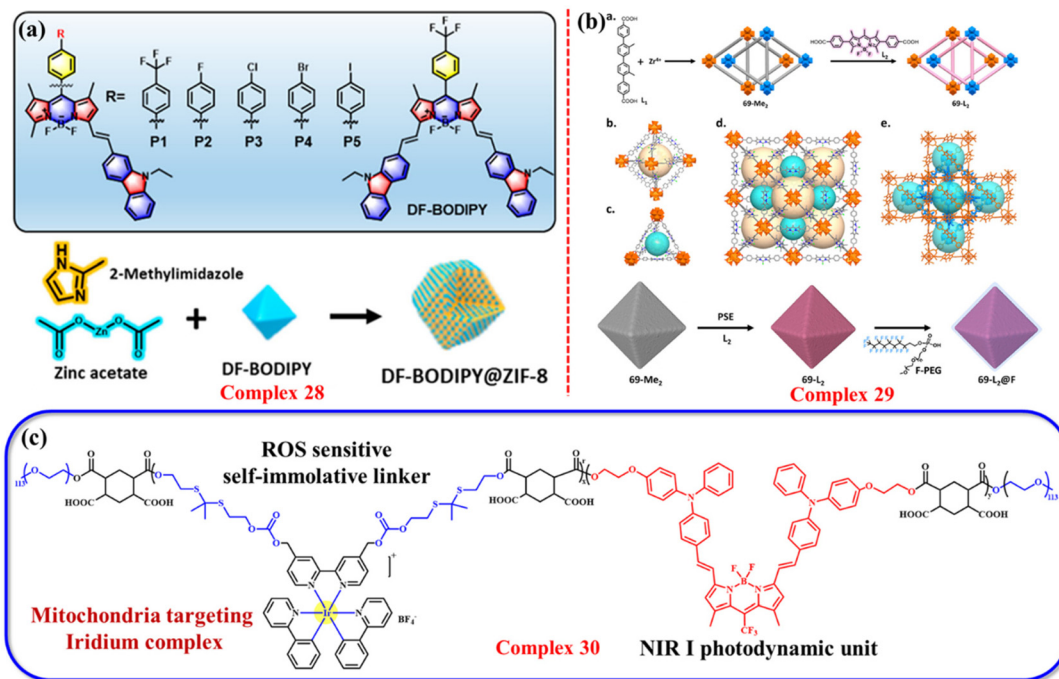 (a)
R
R=
F
F
F
F
Cl
Br
I
P1
P2
P3
P4
P5
F
F
F
N
B
N
F
F
N
N
B
N
F
F
N
N
DF-BODIPY
H
N
N
2-Methylimidazole
O
Zn
O
O
O
Zinc acetate
+
DF-BODIPY
Complex 28
DF-BODIPY@ZIF-8
(b)
a.
COOH
COOH
L₁
+ Zr⁴⁺
69-Me₂
HOOC
COOH
L₂
69-L₂
b.
d.
e.
c.
69-Me₂
PSE
L₂
69-L₂
F-PEG
69-L₂@F
Complex 29
(c)
ROS sensitive
self-immolative linker
113
O
O
O
HOOC
COOH
O
O
S
S
O
O
O
O
O
O
S
S
O
O
O
HOOC
COOH
O
O
N
N
O
O
O
O
HOOC
COOH
O
O
113
]⁺
N
N
N
Ir
N
BF₄⁻
F
F
B
N
N
CF₃
Mitochondria targeting
Iridium complex
Complex 30
NIR I photodynamic unit